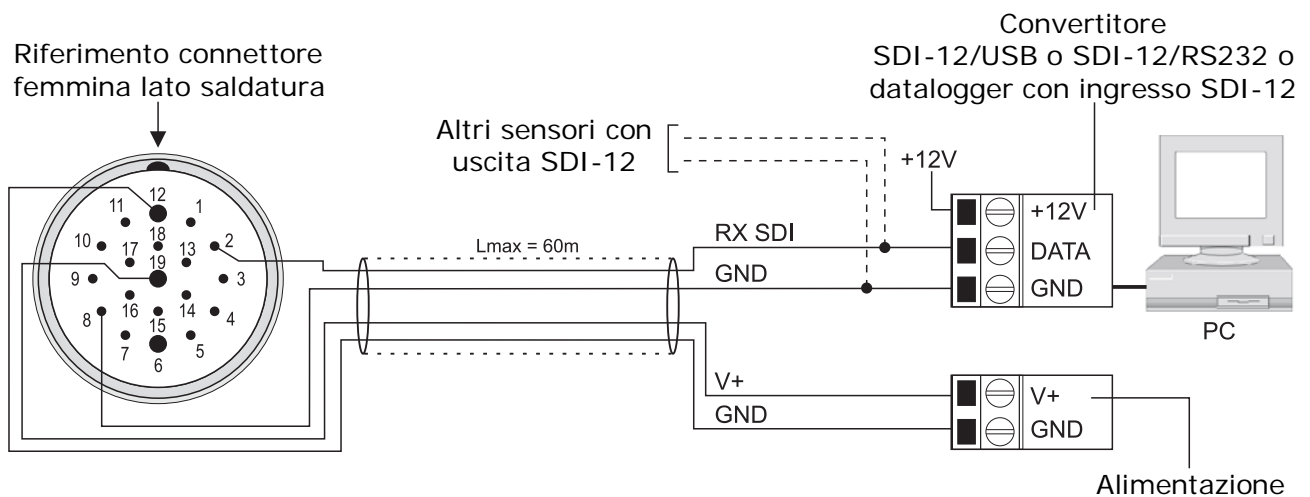 Riferimento connettore
femmina lato saldatura
Convertitore
SDI-12/USB o SDI-12/RS232 o
datalogger con ingresso SDI-12
Altri sensori con
uscita SDI-12
+12V
12
11
1
10
18
2
17
13
19
9
3
16
14
8
15
4
7
5
6
Lmax = 60m
RX SDI
GND
+12V
DATA
GND
PC
V+
GND
V+
GND
Alimentazione